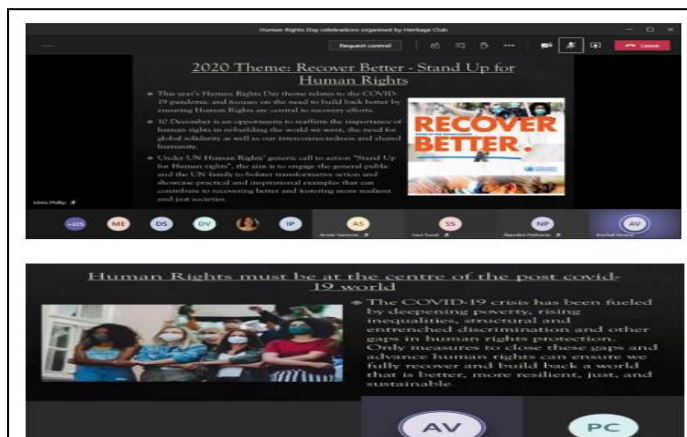 Human Rights Day celebrations organised by Heritage Club
Request control
Leave
2020 Theme: Recover Better - Stand Up for
Human Rights
This year's Human Rights Day theme relates to the COVID-
19 pandemic and focuses on the need to build back better by
ensuring Human Rights are central to recovery efforts.
10 December is an opportunity to reaffirm the importance of
human rights in re-building the world we want, the need for
global solidarity as well as our interconnectedness and shared
humanity.
Under UN Human Rights' generic call to action "Stand Up
for Human rights", the aim is to engage the general public
and the UN family to bolster transformative action and
showcase practical and inspirational examples that can
contribute to recovering better and fostering more resilient
and just societies
RECOVER
BETTER.
ME
DS
DV
IP
AS
SS
NP
AV
Human Rights must be at the centre of the post covid-
19 world
The COVID-19 crisis has been fueled
by deepening poverty, rising
inequalities, structural and
entrenched discrimination and other
gaps in human rights protection.
Only measures to close these gaps and
advance human rights can ensure we
fully recover and build back a world
that is better, more resilient, just, and
sustainable
AV
PC